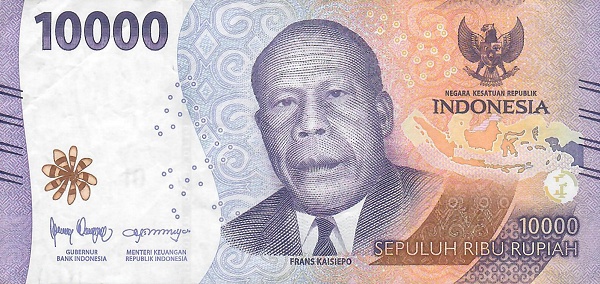 10000
NEGARA KESATUAN REPUBLIK
INDONESIA
GUBERNUR
BANK INDONESIA
MENTERI KEUANGAN
REPUBLIK INDONESIA
FRANS KAISIEPO
10000
SEPULUH RIBU RUPIAH